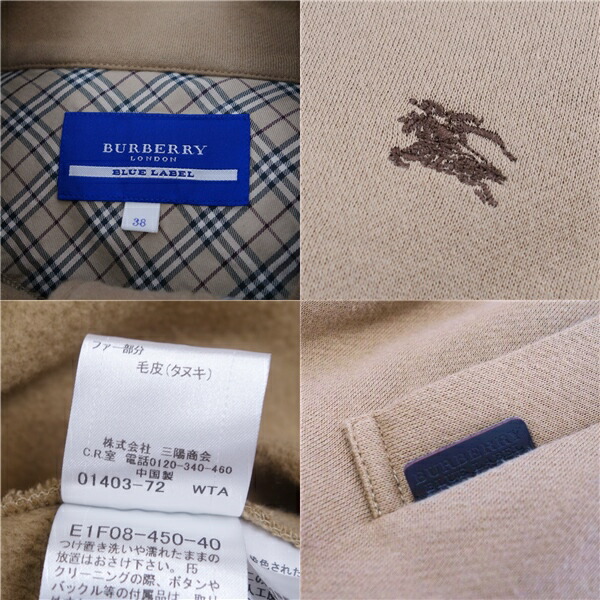 BURBERRY
LONDON
BLUE LABEL
38
ファー部分
毛皮(タヌキ)
株式会社 三陽商会
C.R.室 電話0120-340-460
中国製
01403-72 WTA
E1F08-450-40
つけ置き洗いや濡れたままの
放置はおさけ下さい。F5
クリーニングの際、ボタンや
バックル等の付属品は、取り
BURBERRY